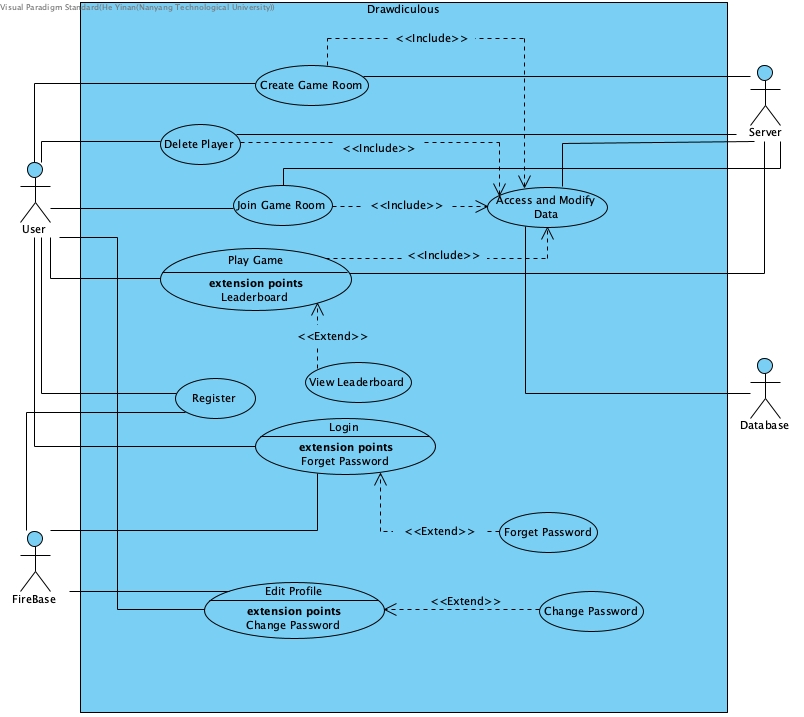 Visual Paradigm Standard(He Yinan(Nanyang Technological University))
Drawdiculous
<<Include>>
Create Game Room
Server
Delete Player
<<Include>>
User
Join Game Room
<<Include>>
Access and Modify
Data
Play Game
<<Include>>
extension points
Leaderboard
<<Extend>>
View Leaderboard
Register
Database
Login
extension points
Forget Password
<<Extend>>
Forget Password
FireBase
Edit Profile
extension points
Change Password
<<Extend>>
Change Password